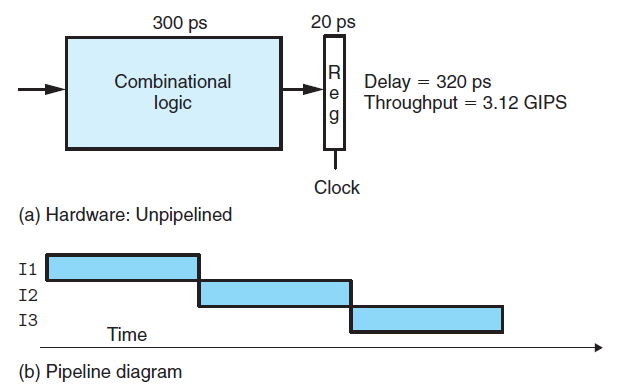 300 ps
20 ps
Combinational
logic
R
e
g
Delay = 320 ps
Throughput = 3.12 GIPS
Clock
(a) Hardware: Unpipelined
I1
I2
I3
Time
(b) Pipeline diagram